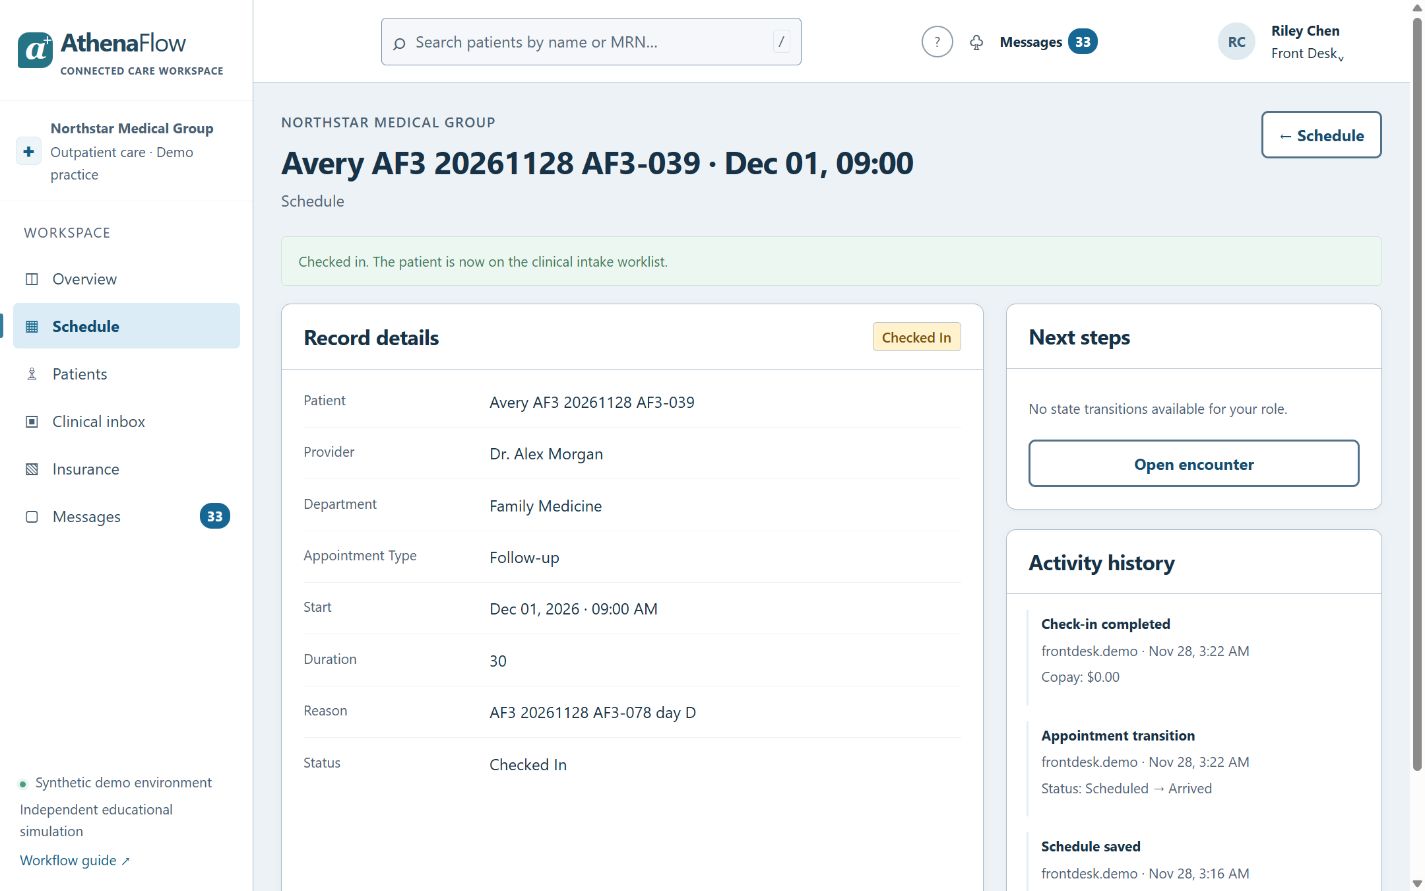 AthenaFlow
CONNECTED CARE WORKSPACE
Search patients by name or MRN...
/
?
Messages 33
RC
Riley Chen
Front Desk
Northstar Medical Group
Outpatient care · Demo
practice
WORKSPACE
Overview
Schedule
Patients
Clinical inbox
Insurance
Messages 33
Synthetic demo environment
Independent educational
simulation
Workflow guide ↗
NORTHSTAR MEDICAL GROUP
Avery AF3 20261128 AF3-039 · Dec 01, 09:00
Schedule
← Schedule
Checked in. The patient is now on the clinical intake worklist.
Record details
Checked In
Patient Avery AF3 20261128 AF3-039
Provider Dr. Alex Morgan
Department Family Medicine
Appointment Type Follow-up
Start Dec 01, 2026 · 09:00 AM
Duration 30
Reason AF3 20261128 AF3-078 day D
Status Checked In
Next steps
No state transitions available for your role.
Open encounter
Activity history
Check-in completed
frontdesk.demo · Nov 28, 3:22 AM
Copay: $0.00
Appointment transition
frontdesk.demo · Nov 28, 3:22 AM
Status: Scheduled → Arrived
Schedule saved
frontdesk.demo · Nov 28, 3:16 AM